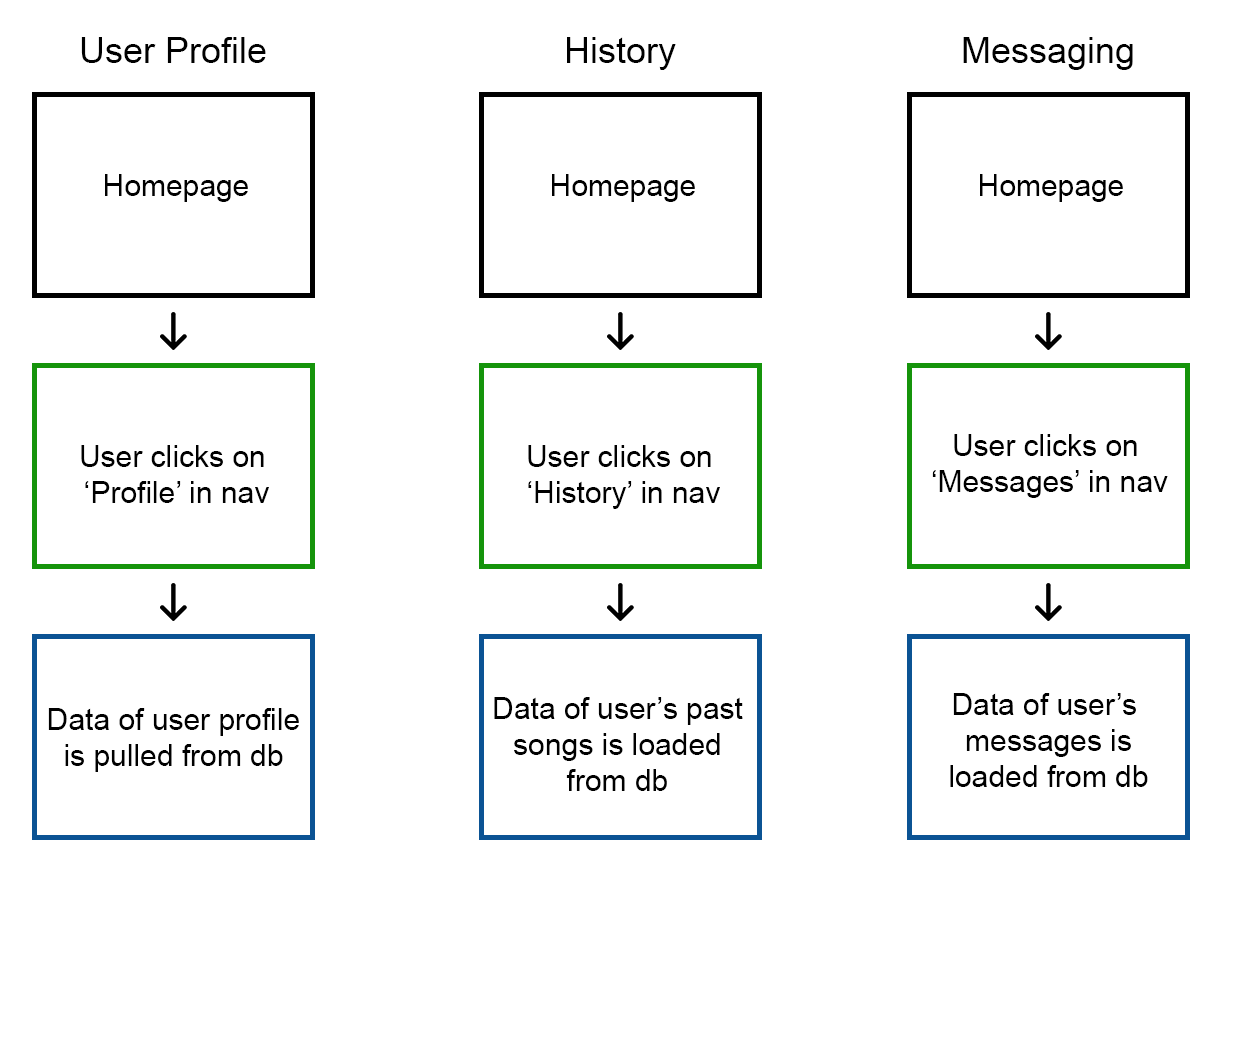 User Profile
Homepage
User clicks on
‘Profile’ in nav
Data of user profile
is pulled from db
History
Homepage
User clicks on
‘History’ in nav
Data of user’s past
songs is loaded
from db
Messaging
Homepage
User clicks on
‘Messages’ in nav
Data of user’s
messages is
loaded from db